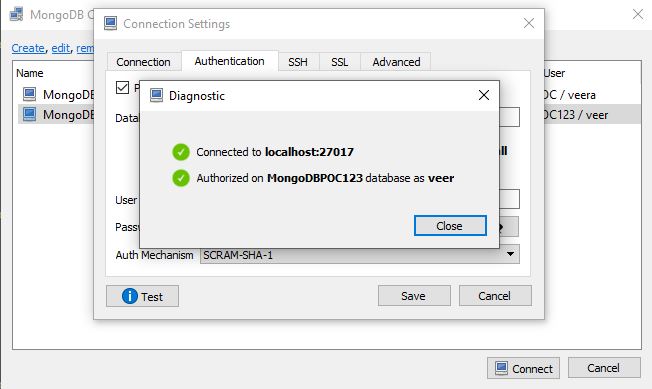 MongoDB C
Connection Settings
Create, edit, rem
Connection Authentication SSH SSL Advanced
Name
User
MongoDB
OC / veera
MongoDB
OC123 / veer
Diagnostic
Datab
Connected to localhost:27017
all
Authorized on MongoDBPOC123 database as veer
User
Close
Passw
Auth Mechanism SCRAM-SHA-1
Test
Save
Cancel
Connect
Cancel